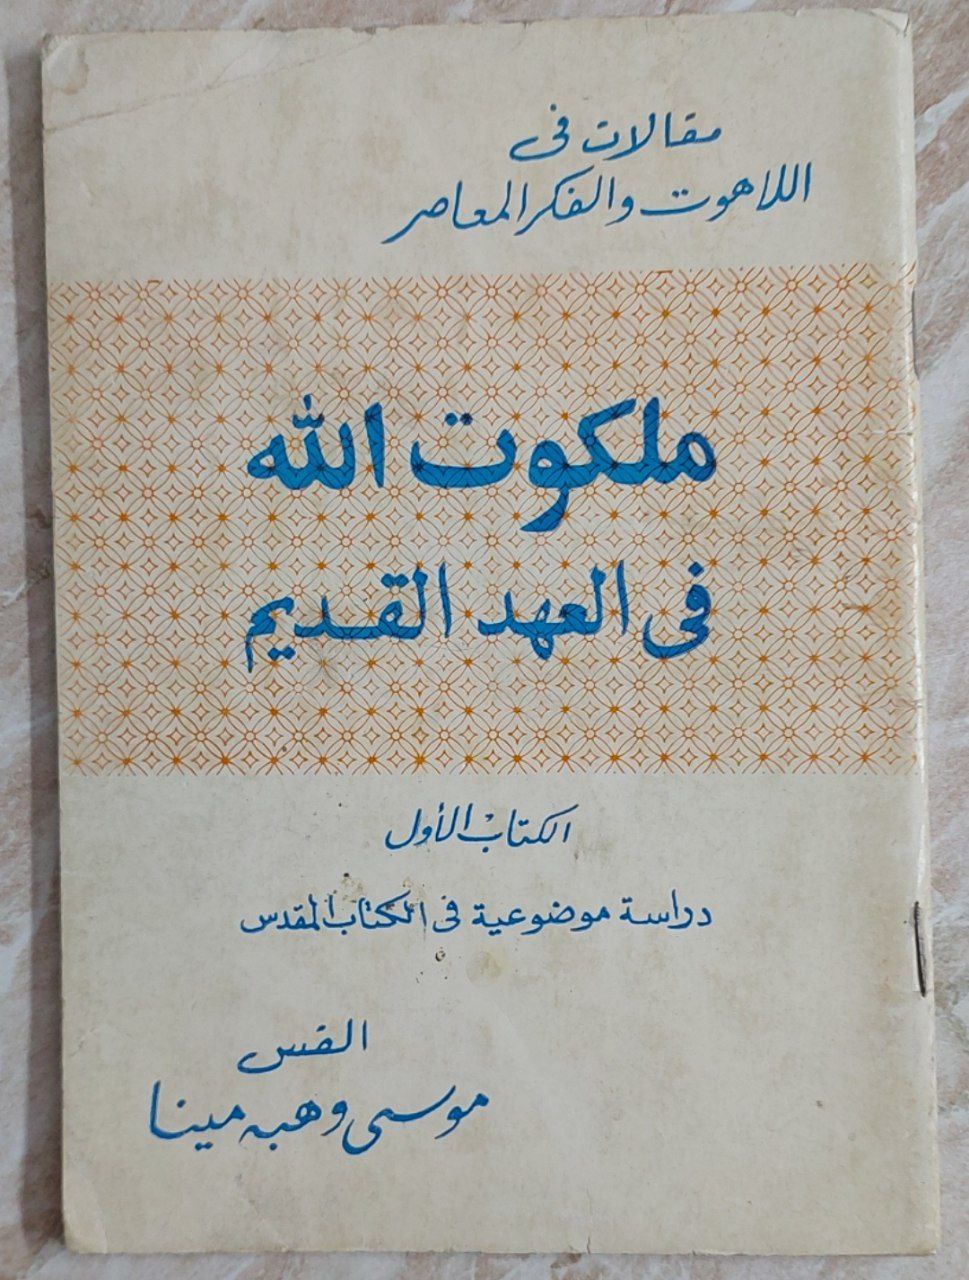 مقالات فى
اللاهوت والفكر المعاصر
ملكوت الله
فى العهد القديم
الكتاب الأول
دراسة موضوعية فى الكتاب المقدس
القس
موسى وهبه مينا